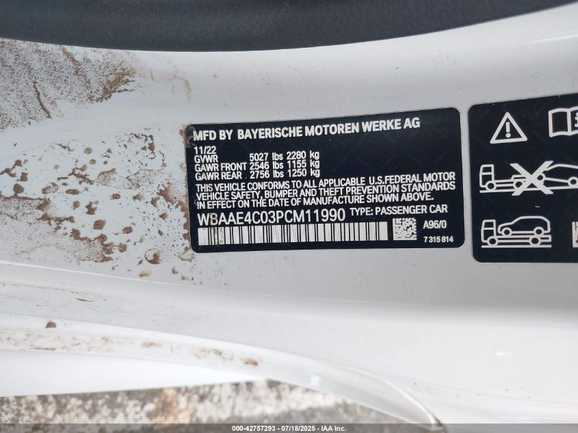 MFD BY BAYERISCHE MOTOREN WERKE AG
11/22
GVWR 5027 lbs 2280 kg
GAWR FRONT 2546 lbs 1155 kg
GAWR REAR 2756 lbs 1250 kg
THIS VEHICLE CONFORMS TO ALL APPLICABLE U.S.FEDERAL MOTOR
VEHICLE SAFETY, BUMPER AND THEFT PREVENTION STANDARDS
IN EFFECT ON THE DATE OF MANUFACTURE SHOWN ABOVE.
WBAAE4C03PCM11990 TYPE: PASSENGER CAR
A96/0
7 315 814
000-42757293 - 07/18/2025 - IAA Inc.